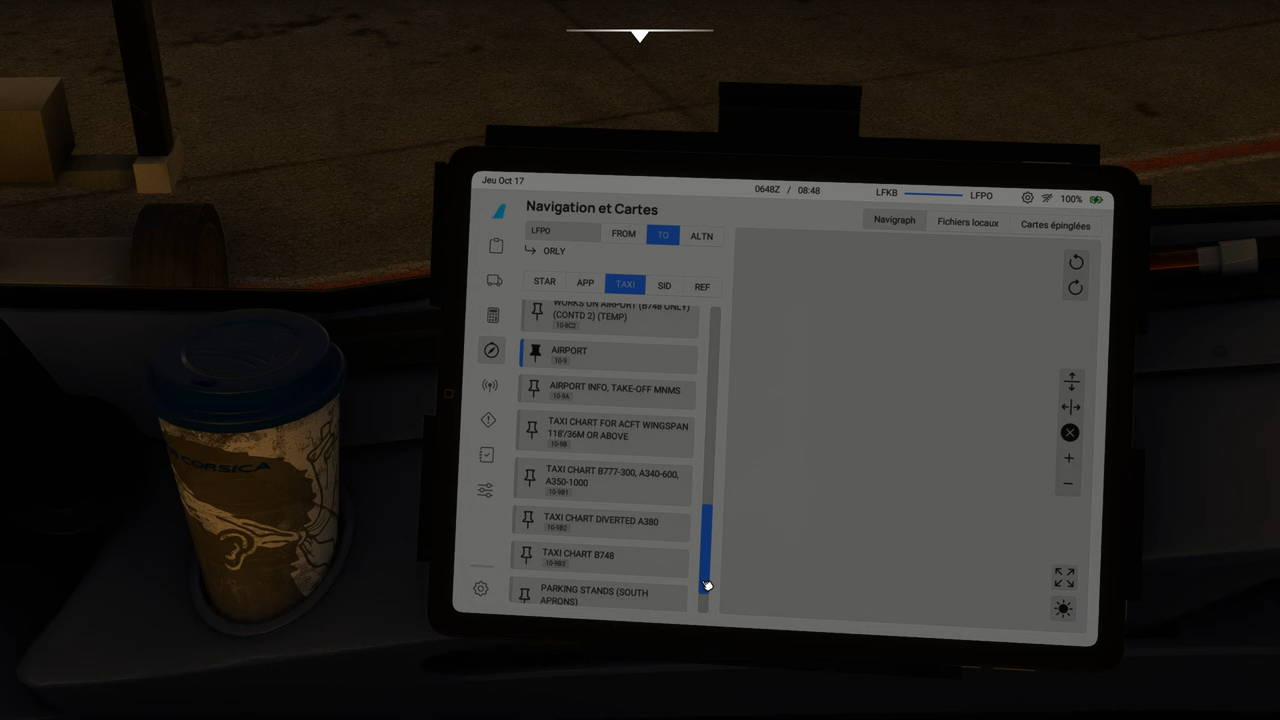 Jeu Oct 17
0648Z / 08:48
LFKB
LFPO
100%
Navigation et Cartes
Navigraph
Fichiers locaux
Cartes épinglées
LFPO
FROM
TO
ALTN
ORLY
STAR
APP
TAXI
SID
REF
WORKS ON AIRPORT (B748 ONLY)
(CONTD 2) (TEMP)
10-8C2
AIRPORT
10-9
AIRPORT INFO, TAKE-OFF MNMS
10-9A
TAXI CHART FOR ACFT WINGSPAN
118'/36M OR ABOVE
10-9B
TAXI CHART B777-300, A340-600,
A350-1000
10-9B1
TAXI CHART DIVERTED A380
10-9B2
TAXI CHART B748
10-9B3
PARKING STANDS (SOUTH
APRONS)
CORSICA